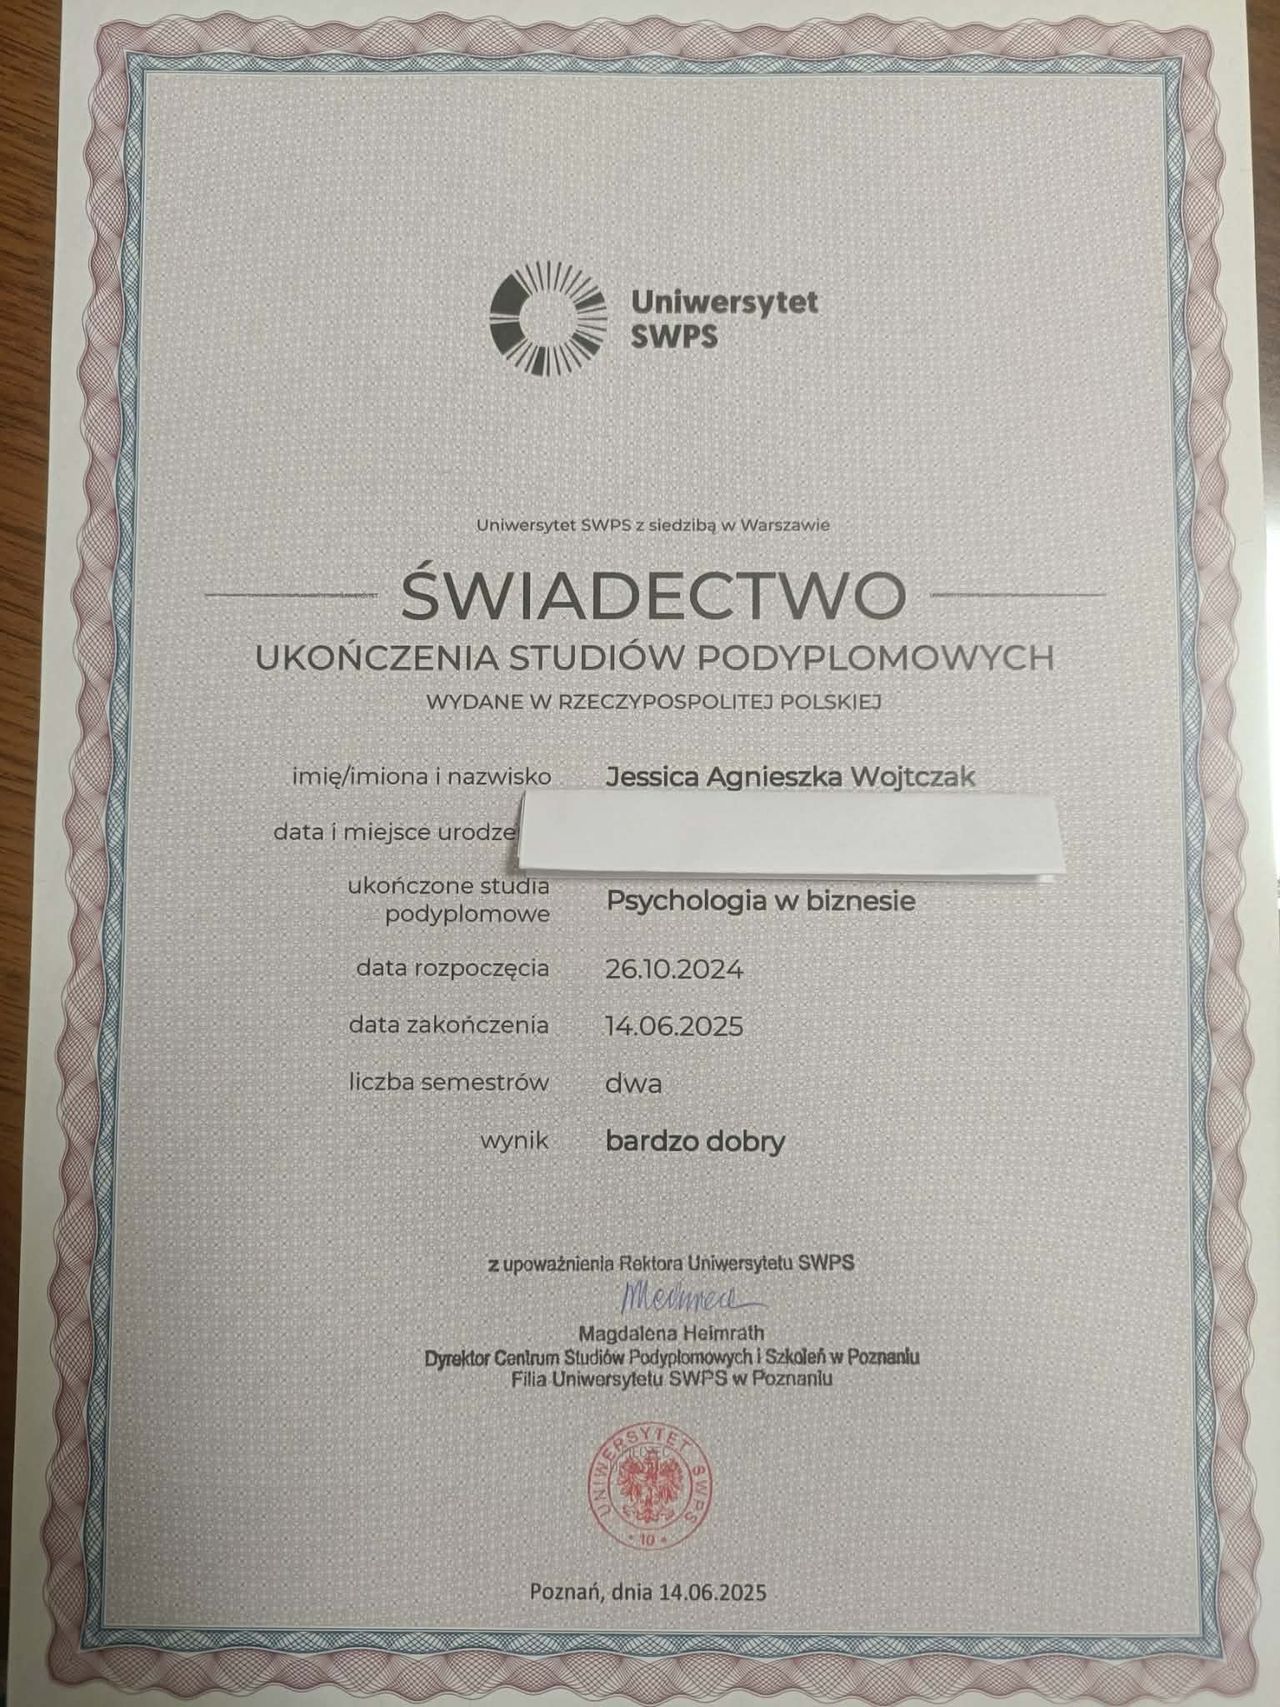 Uniwersytet
SWPS
Uniwersytet SWPS z siedzibą w Warszawie
ŚWIADECTWO
UKOŃCZENIA STUDIÓW PODYPLOMOWYCH
WYDANE W RZECZYPOSPOLITEJ POLSKIEJ
imię/imiona i nazwisko Jessica Agnieszka Wojtczak
data i miejsce urodze
ukończone studia
podyplomowe Psychologia w biznesie
data rozpoczęcia 26.10.2024
data zakończenia 14.06.2025
liczba semestrów dwa
wynik bardzo dobry
z upoważnienia Rektora Uniwersytetu SWPS
Magdalena Heimrath
Dyrektor Centrum Studiów Podyplomowych i Szkoleń w Poznaniu
Filia Uniwersytetu SWPS w Poznaniu
UNIWERSYTET SWPS
* 10 *
Poznań, dnia 14.06.2025